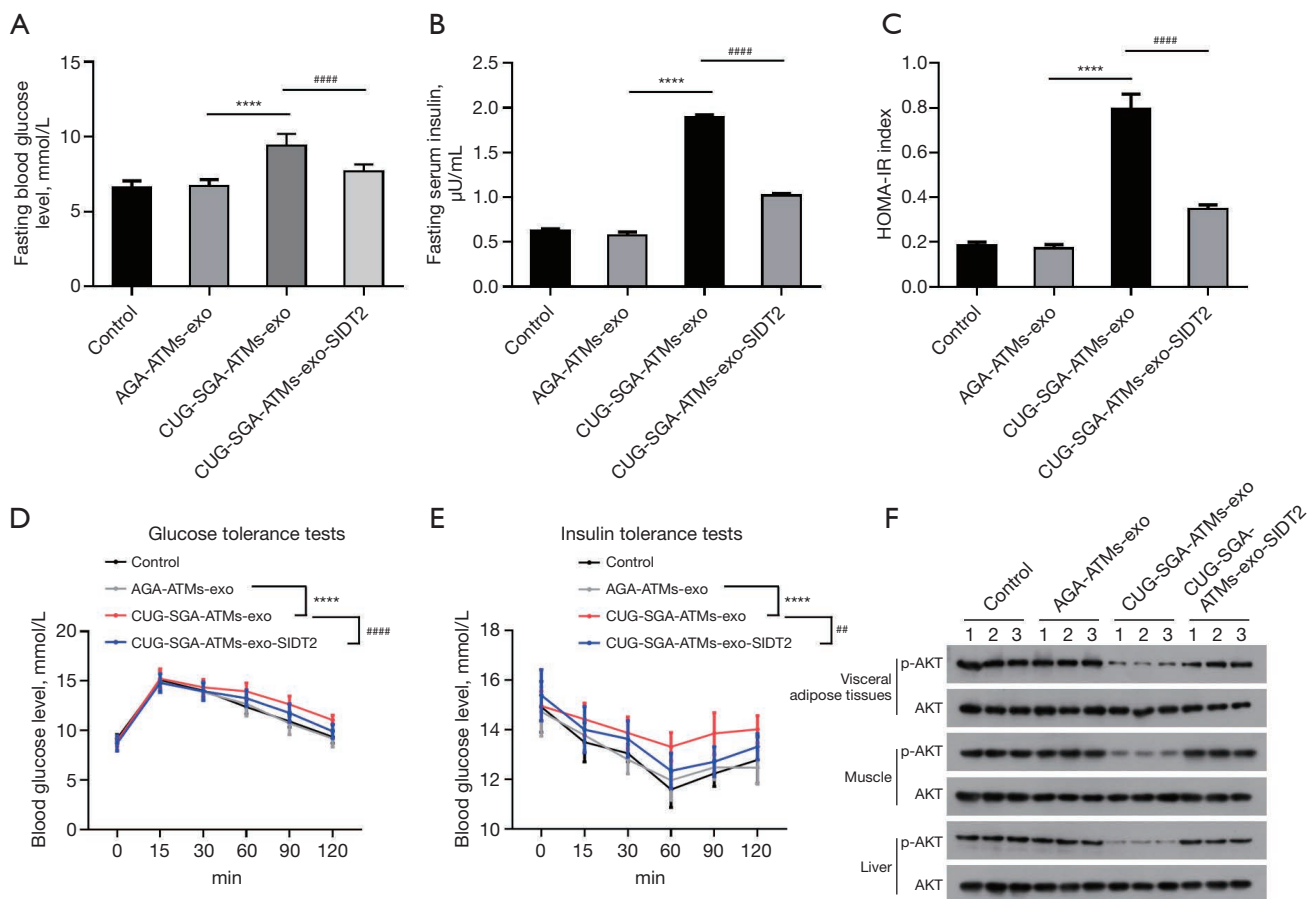 A
Fasting blood glucose
level, mmol/L
15
10
5
0
****
####
Control
AGA-ATMs-exo
CUG-SGA-ATMs-exo
CUG-SGA-ATMs-exo-SIDT2
B
Fasting serum insulin,
μU/mL
2.5
2.0
1.5
1.0
0.5
0.0
****
####
Control
AGA-ATMs-exo
CUG-SGA-ATMs-exo
CUG-SGA-ATMs-exo-SIDT2
C
HOMA-IR index
1.0
0.8
0.6
0.4
0.2
0.0
****
####
Control
AGA-ATMs-exo
CUG-SGA-ATMs-exo
CUG-SGA-ATMs-exo-SIDT2
D
Glucose tolerance tests
Control
AGA-ATMs-exo
CUG-SGA-ATMs-exo
CUG-SGA-ATMs-exo-SIDT2
****
####
Blood glucose level, mmol/L
20
15
10
5
0
0 15 30 60 90 120
min
E
Insulin tolerance tests
Control
AGA-ATMs-exo
CUG-SGA-ATMs-exo
CUG-SGA-ATMs-exo-SIDT2
****
##
Blood glucose level, mmol/L
18
16
14
12
10
0 15 30 60 90 120
min
F
Control
AGA-ATMs-exo
CUG-SGA-ATMs-exo
CUG-SGA-
ATMs-exo-SIDT2
1 2 3 1 2 3 1 2 3 1 2 3
Visceral
adipose tissues
p-AKT
AKT
Muscle
p-AKT
AKT
Liver
p-AKT
AKT